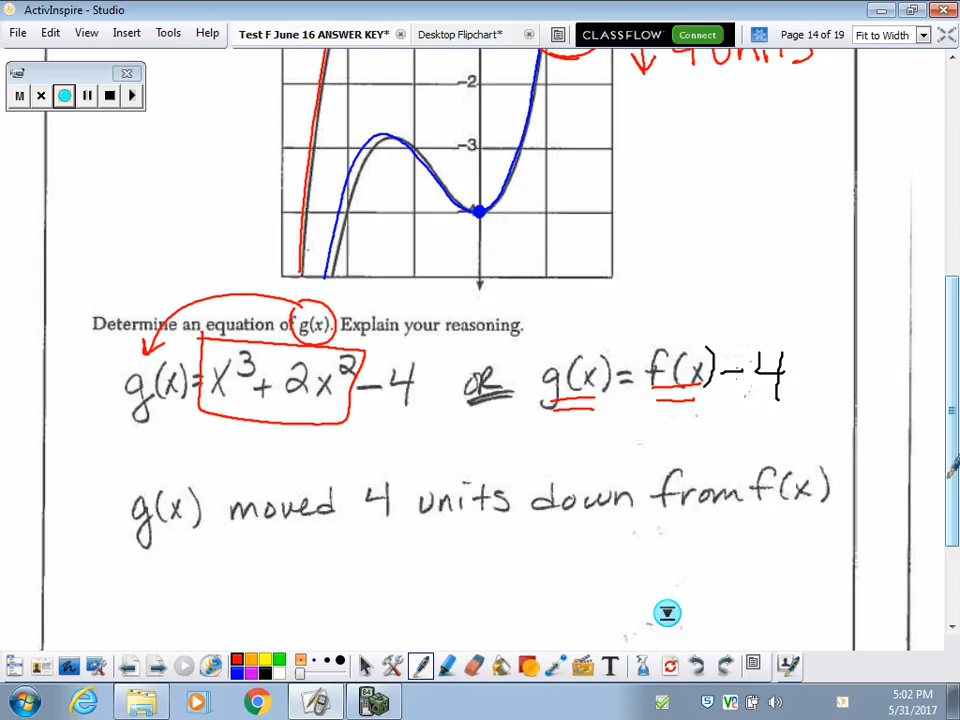 ActivInspire - Studio
File Edit View Insert Tools Help
Test F June 16 ANSWER KEY* Desktop Flipchart* CLASSFLOW Connect Page 14 of 19 Fit to Width
M
↓ 4 units
-2
-3
Determine an equation of g(x). Explain your reasoning.
g(x)= x³+ 2x² - 4 OR g(x)= f(x) - 4
g(x) moved 4 units down from f(x)
T
84
5:02 PM
5/31/2017